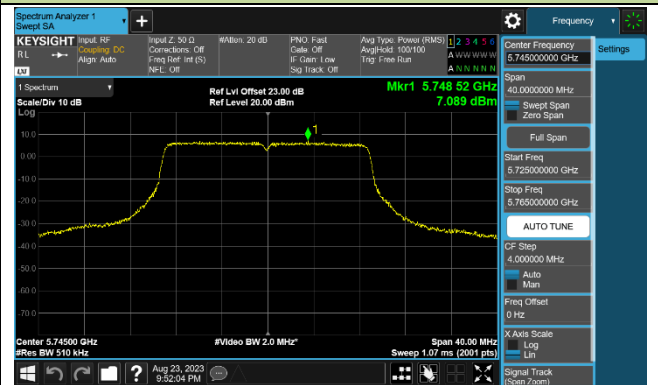 Spectrum Analyzer 1
Swept SA
+
Frequency
KEYSIGHT
RL
LXI
Input: RF
Coupling: DC
Align: Auto
Input Z: 50 Ω
Corrections: Off
Freq Ref: Int (S)
NFE: Off
#Atten: 20 dB
PNO: Fast
Gate: Off
IF Gain: Low
Sig Track: Off
Avg Type: Power (RMS)
Avg|Hold: 100/100
Trig: Free Run
1 2 3 4 5 6
A W W W W W
A N N N N N
1 Spectrum
Scale/Div 10 dB
Log
Ref Lvl Offset 23.00 dB
Ref Level 20.00 dBm
Mkr1 5.748 52 GHz
7.089 dBm
1
10.0
0.00
-10.0
-20.0
-30.0
-40.0
-50.0
-60.0
-70.0
Center 5.74500 GHz
#Res BW 510 kHz
#Video BW 2.0 MHz*
Span 40.00 MHz
Sweep 1.07 ms (2001 pts)
?
Aug 23, 2023
9:52:04 PM
Center Frequency
5.745000000 GHz
Settings
Span
40.0000000 MHz
Swept Span
Zero Span
Full Span
Start Freq
5.725000000 GHz
Stop Freq
5.765000000 GHz
AUTO TUNE
CF Step
4.000000 MHz
Auto
Man
Freq Offset
0 Hz
X Axis Scale
Log
Lin
Signal Track
(Span Zoom)